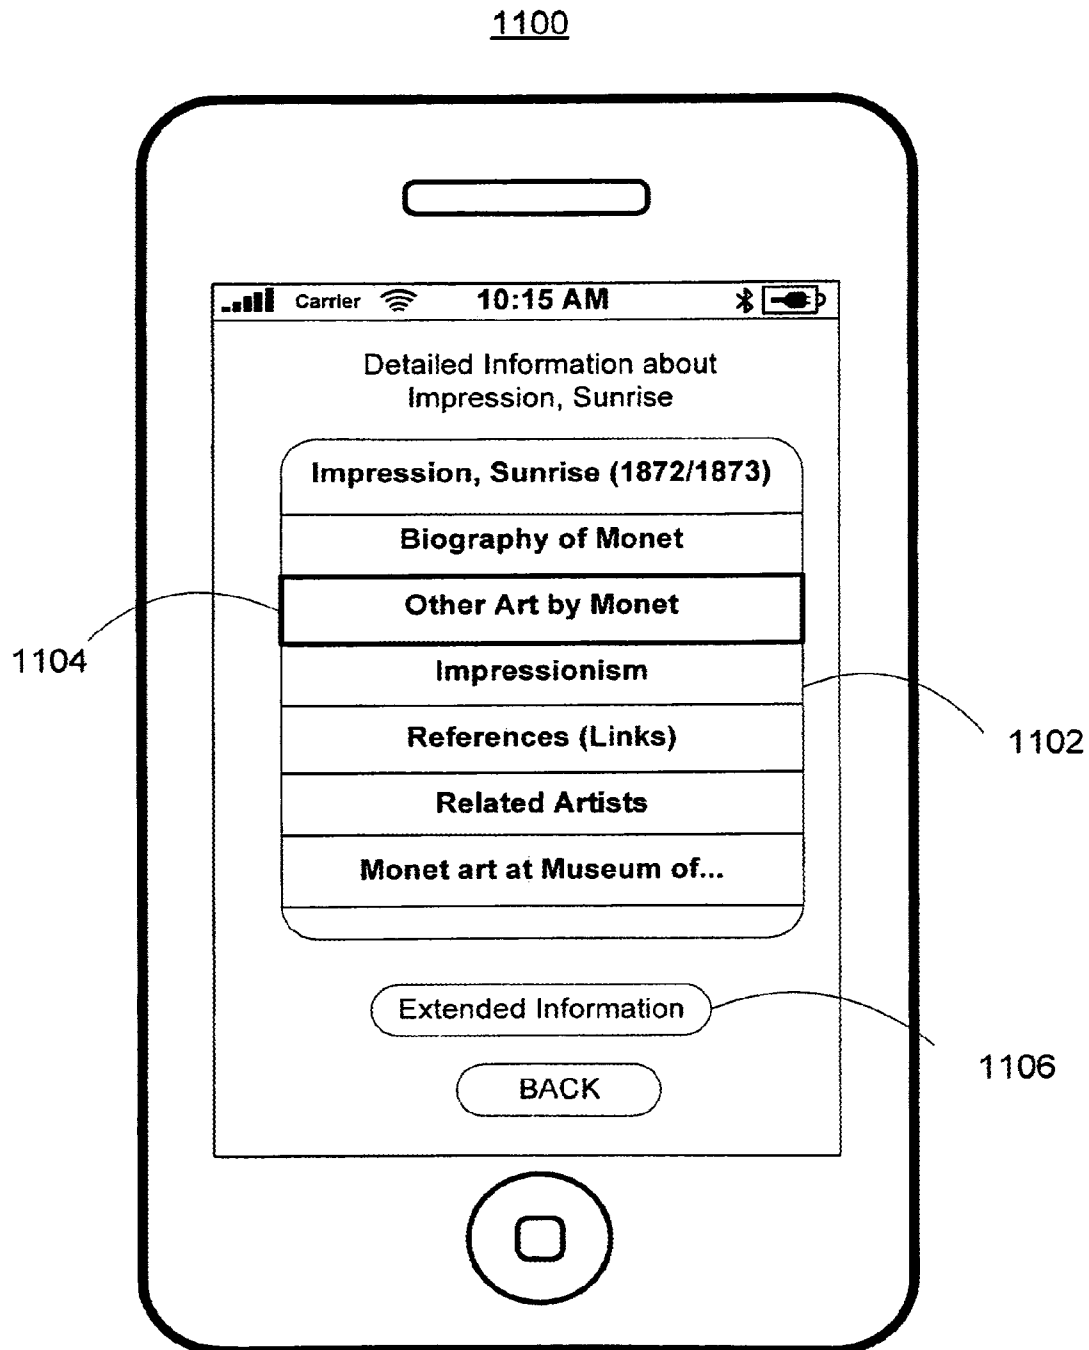 1100
Carrier 10:15 AM
Detailed Information about
Impression, Sunrise
Impression, Sunrise (1872/1873)
Biography of Monet
Other Art by Monet
1104
Impressionism
References (Links)
1102
Related Artists
Monet art at Museum of...
Extended Information
1106
BACK